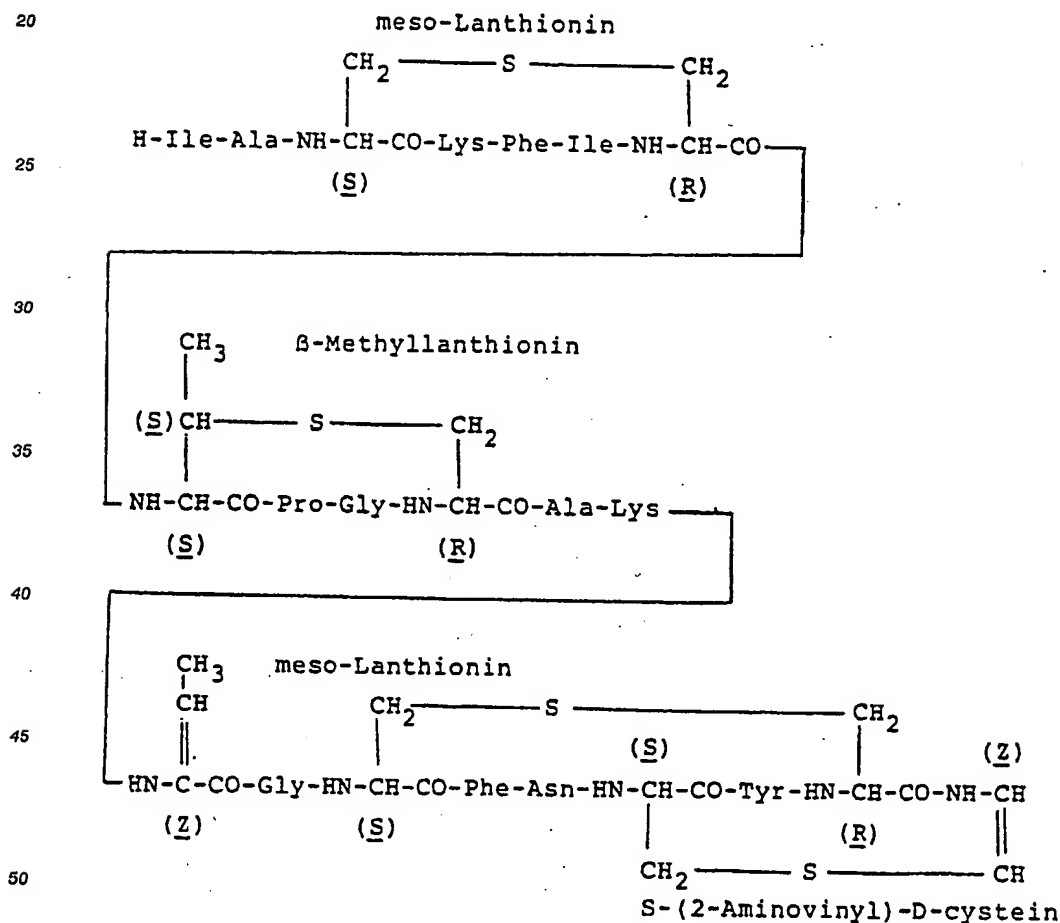 20 meso-Lanthionin
CH2 S CH2
H-Ile-Ala-NH-CH-CO-Lys-Phe-Ile-NH-CH-CO
25 (S) (R)
30
CH3 ß-Methyllanthionin
(S) CH S CH2
35
NH-CH-CO-Pro-Gly-HN-CH-CO-Ala-Lys
(S) (R)
40
CH3 meso-Lanthionin
CH CH2 S CH2
45 (S) (Z)
HN-C-CO-Gly-HN-CH-CO-Phe-Asn-HN-CH-CO-Tyr-HN-CH-CO-NH-CH
(Z) (S) (R)
50 CH2 S CH
S-(2-Aminovinyl)-D-cystein